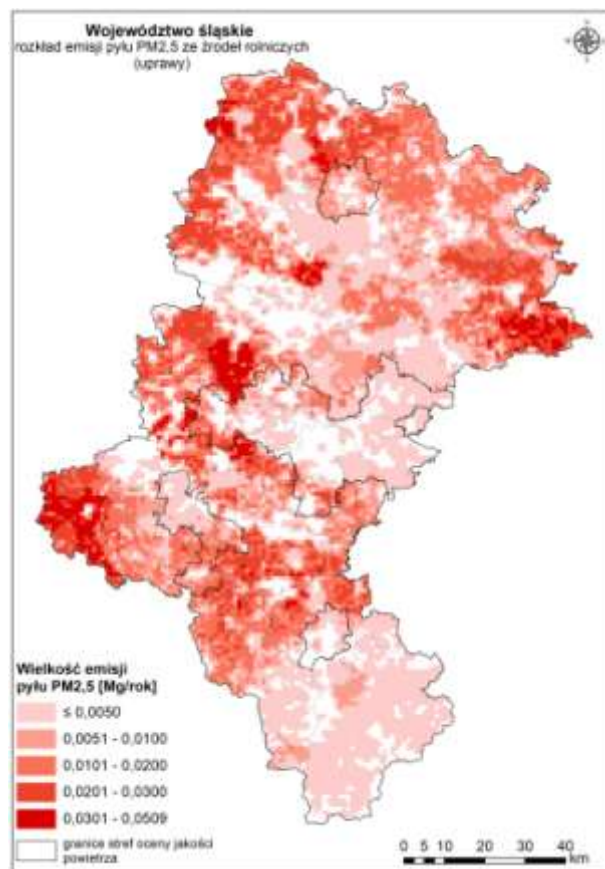 Województwo śląskie
rozkład emisji pyłu PM2,5 ze źródeł rolniczych
(uprawy)
Wielkość emisji
pyłu PM2,5 [Mg/rok]
≤ 0,0050
0,0051 - 0,0100
0,0101 - 0,0200
0,0201 - 0,0300
0,0301 - 0,0509
granice stref oceny jakości
powietrza
0 5 10 20 30 40
km